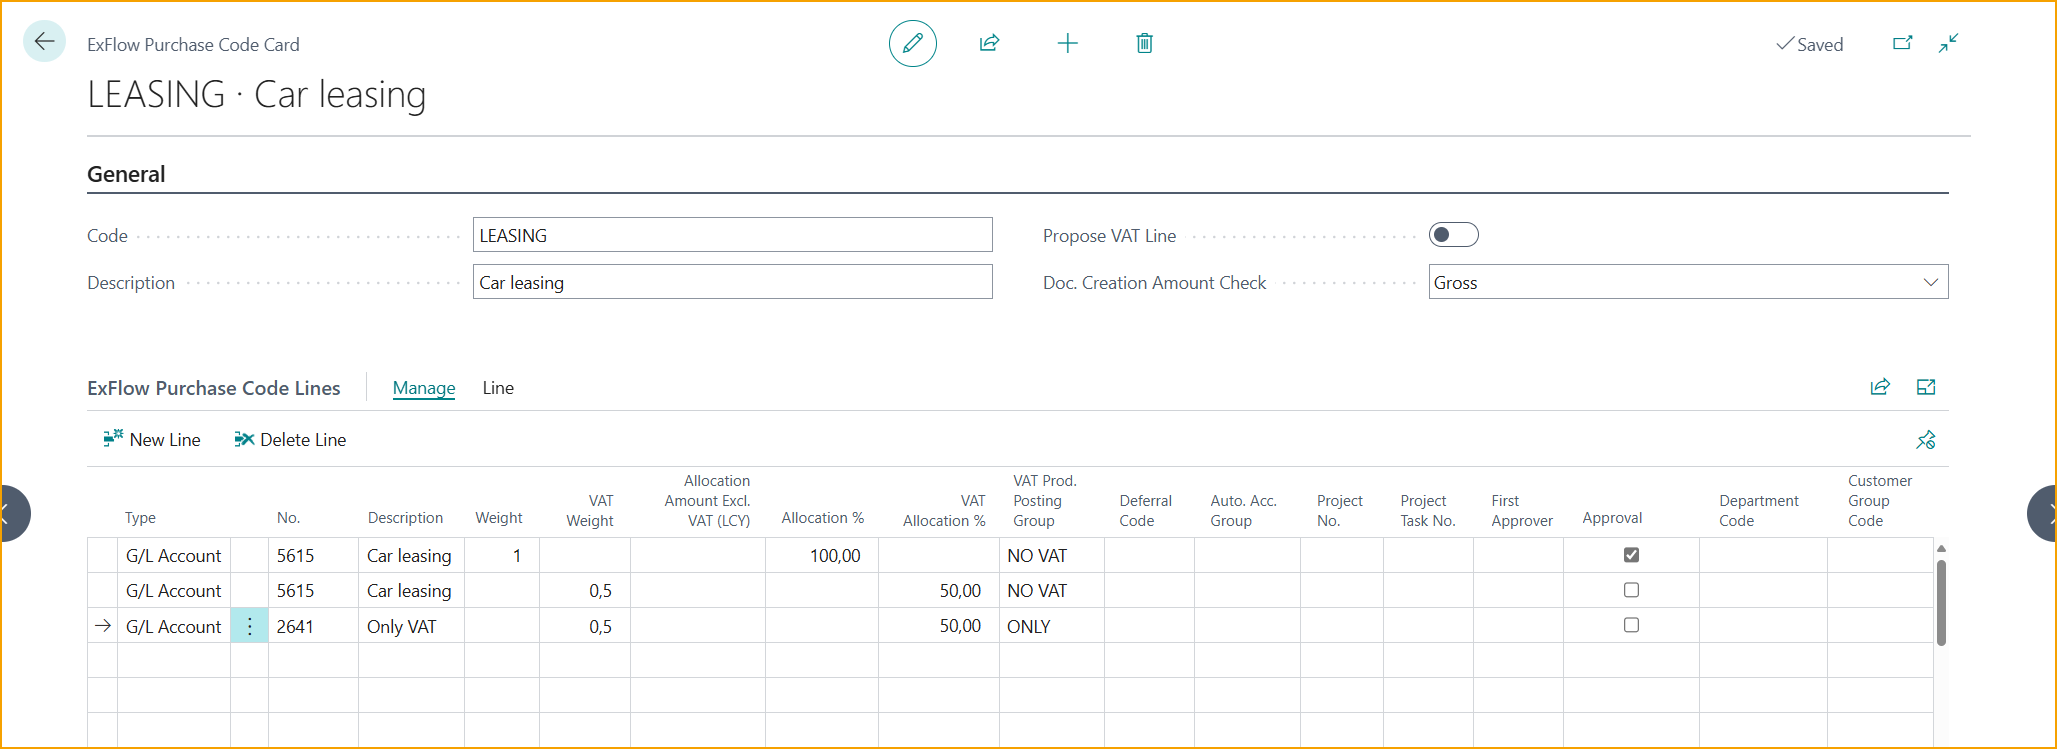 ExFlow Purchase Code Card
Saved
LEASING · Car leasing
General
Code LEASING
Propose VAT Line
Description Car leasing
Doc. Creation Amount Check Gross
ExFlow Purchase Code Lines Manage Line
New Line Delete Line
Type No. Description Weight VAT Weight Allocation Amount Excl. VAT (LCY) Allocation % VAT Allocation % VAT Prod. Posting Group Deferral Code Auto. Acc. Group Project No. Project Task No. First Approver Approval Department Code Customer Group Code
G/L Account 5615 Car leasing 1 100,00 NO VAT
G/L Account 5615 Car leasing 0,5 50,00 NO VAT
G/L Account 2641 Only VAT 0,5 50,00 ONLY